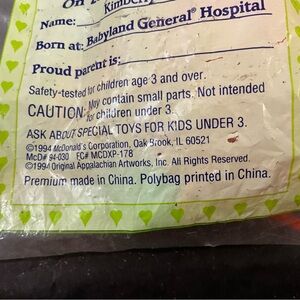 On
Name: Kimberly
Born at: Babyland General® Hospital
Proud parent is:
Safety-tested for children age 3 and over.
CAUTION: May contain small parts. Not intended
for children under 3.
ASK ABOUT SPECIAL TOYS FOR KIDS UNDER 3.
©1994 McDonald's Corporation, Oak Brook, IL 60521
McD# 94-030 FC# MCDXP-178
©1994 Original Appalachian Artworks, Inc. All Rights Reserved.
Premium made in China. Polybag printed in China.